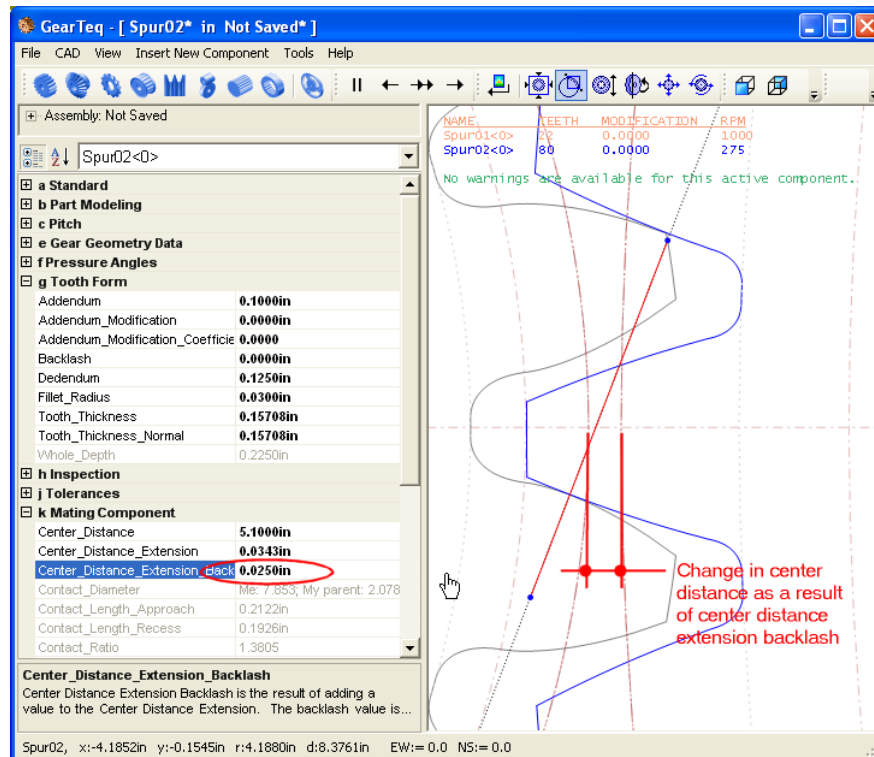 GearTeq - [ Spur02* in Not Saved* ]
File CAD View Insert New Component Tools Help
Assembly: Not Saved
Spur02<0>
a Standard
b Part Modeling
c Pitch
e Gear Geometry Data
f Pressure Angles
g Tooth Form
Addendum 0.1000in
Addendum_Modification 0.0000in
Addendum_Modification_Coefficie 0.0000
Backlash 0.0000in
Dedendum 0.1250in
Fillet_Radius 0.0300in
Tooth_Thickness 0.15708in
Tooth_Thickness_Normal 0.15708in
Whole_Depth 0.2250in
h Inspection
j Tolerances
k Mating Component
Center_Distance 5.1000in
Center_Distance_Extension 0.0343in
Center_Distance_Extension_Back 0.0250in
Contact_Diameter Me: 7.853; My parent: 2.078
Contact_Length_Approach 0.2122in
Contact_Length_Recess 0.1926in
Contact_Ratio 1.3805
Center_Distance_Extension_Backlash
Center Distance Extension Backlash is the result of adding a
value to the Center Distance Extension. The backlash value is...
NAME TEETH MODIFICATION RPM
Spur01<0> 22 0.0000 1000
Spur02<0> 80 0.0000 275
No warnings are available for this active component.
Change in center
distance as a result
of center distance
extension backlash
Spur02, x:-4.1852in y:-0.1545in r:4.1880in d:8.3761in EW:= 0.0 NS:= 0.0